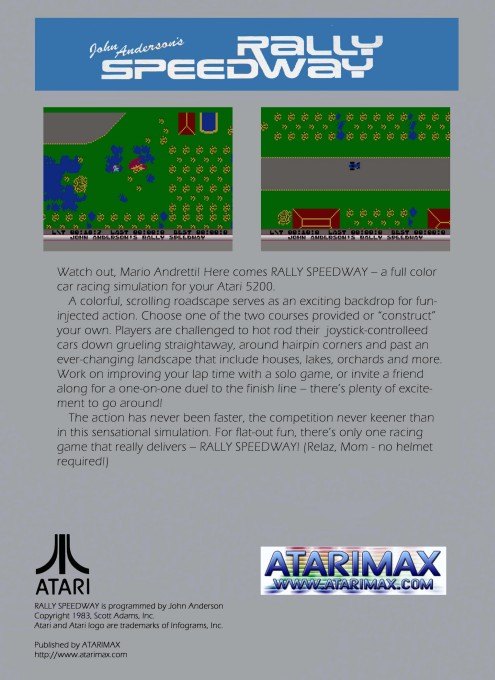 John Anderson's
RALLY
SPEEDWAY
JOHN ANDERSON'S RALLY SPEEDWAY
JOHN ANDERSON'S RALLY SPEEDWAY
Watch out, Mario Andretti! Here comes RALLY SPEEDWAY – a full color
car racing simulation for your Atari 5200.
A colorful, scrolling roadscape serves as an exciting backdrop for fun-
injected action. Choose one of the two courses provided or “construct”
your own. Players are challenged to hot rod their joystick-controlleed
cars down grueling straightaway, around hairpin corners and past an
ever-changing landscape that include houses, lakes, orchards and more.
Work on improving your lap time with a solo game, or invite a friend
along for a one-on-one duel to the finish line – there’s plenty of excite-
ment to go around!
The action has never been faster, the competition never keener than
in this sensational simulation. For flat-out fun, there’s only one racing
game that really delivers – RALLY SPEEDWAY! (Relaz, Mom - no helmet
required!)
ATARI
ATARIMAX
WWW.ATARIMAX.COM
RALLY SPEEDWAY is programmed by John Anderson
Copyright 1983, Scott Adams, Inc.
Atari and Atari logo are trademarks of Infograms, Inc.
Published by ATARIMAX
http://www.atarimax.com